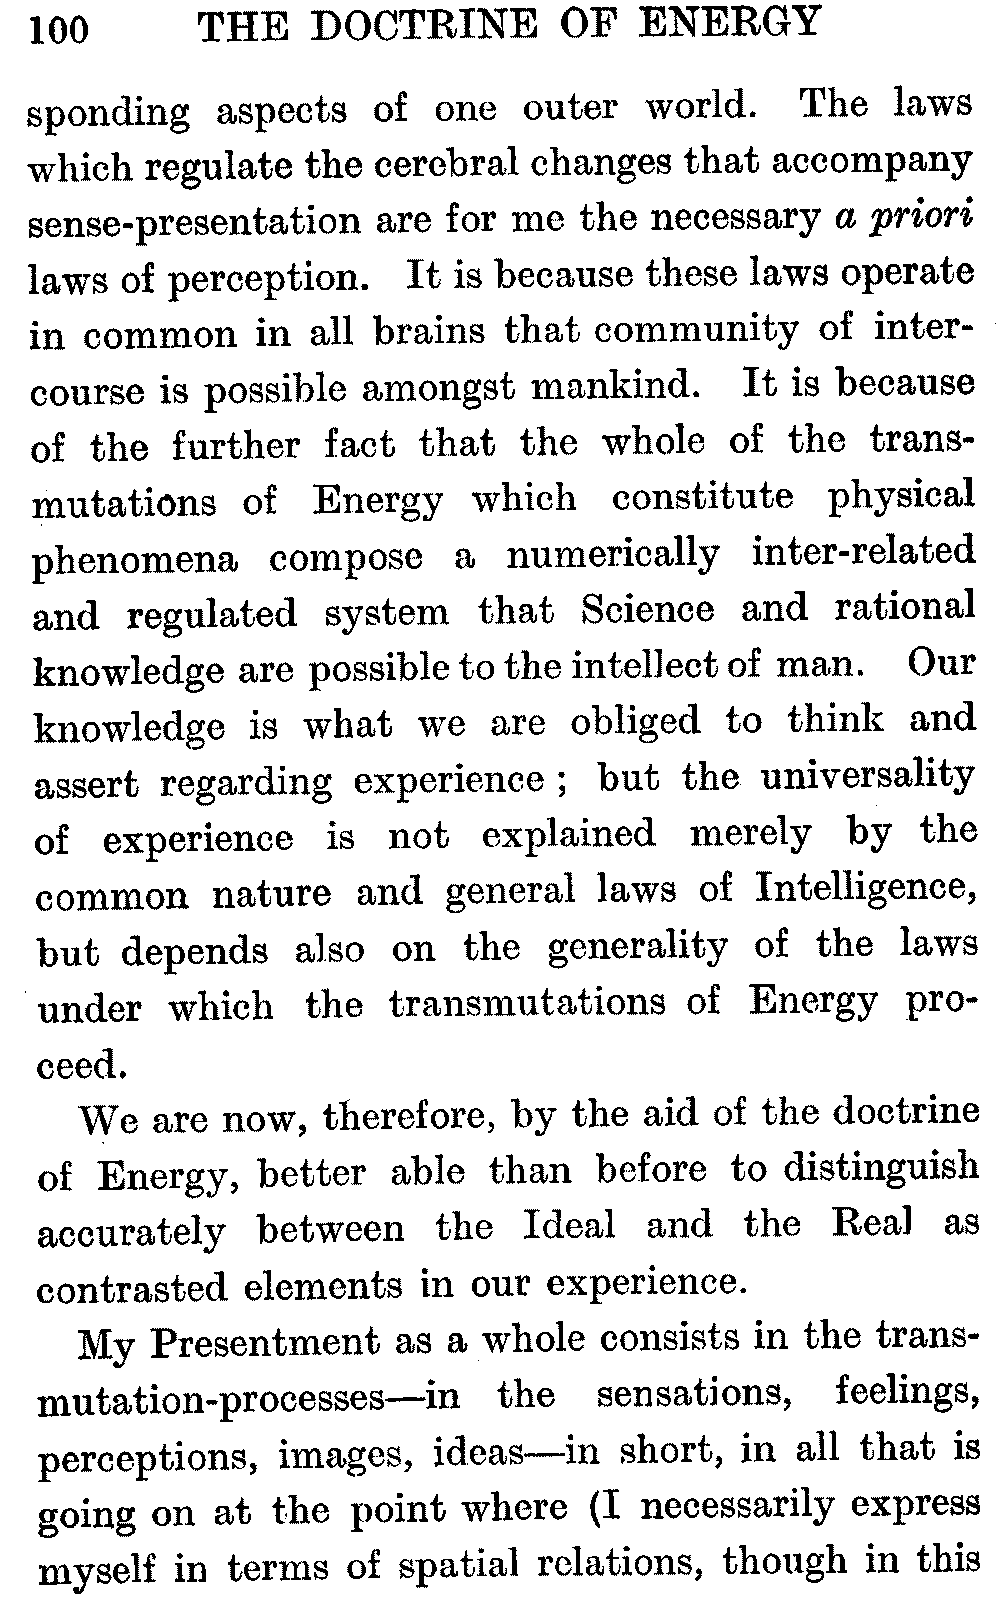 100 THE DOCTRINE OF ENERGY
sponding aspects of one outer world. The laws
which regulate the cerebral changes that accompany
sense-presentation are for me the necessary a priori
laws of perception. It is because these laws operate
in common in all brains that community of inter-
course is possible amongst mankind. It is because
of the further fact that the whole of the trans-
mutations of Energy which constitute physical
phenomena compose a numerically inter-related
and regulated system that Science and rational
knowledge are possible to the intellect of man. Our
knowledge is what we are obliged to think and
assert regarding experience ; but the universality
of experience is not explained merely by the
common nature and general laws of Intelligence,
but depends also on the generality of the laws
under which the transmutations of Energy pro-
ceed.
We are now, therefore, by the aid of the doctrine
of Energy, better able than before to distinguish
accurately between the Ideal and the Real as
contrasted elements in our experience.
My Presentment as a whole consists in the trans-
mutation-processes—in the sensations, feelings,
perceptions, images, ideas—in short, in all that is
going on at the point where (I necessarily express
myself in terms of spatial relations, though in this